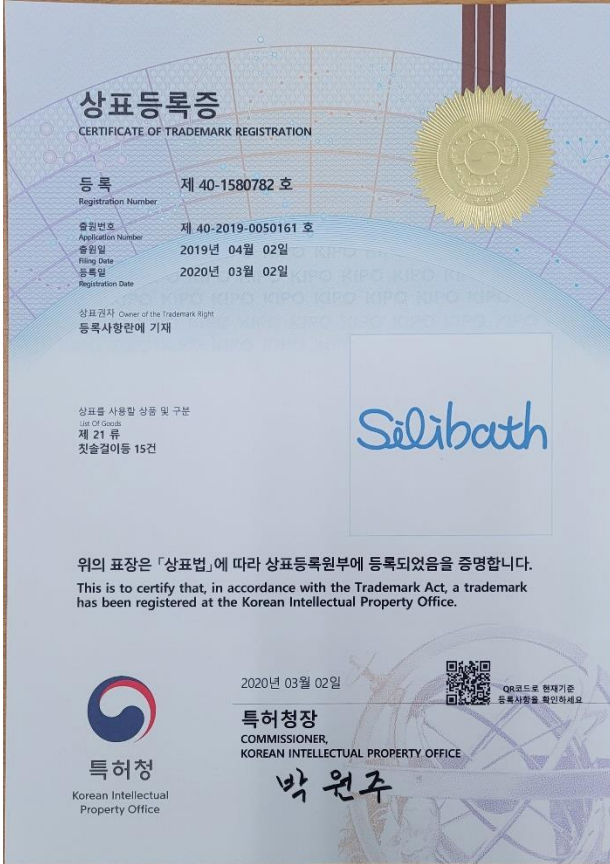 상표등록증
CERTIFICATE OF TRADEMARK REGISTRATION
등록 제 40-1580782 호
Registration Number
출원번호 제 40-2019-0050161 호
Application Number
출원일 2019년 04월 02일
Filing Date
등록일 2020년 03월 02일
Registration Date
상표권자 Owner of the Trademark Right
등록사항란에 기재
상표를 사용할 상품 및 구분
List Of Goods
제 21 류
칫솔걸이등 15건
Silibath
위의 표장은 「상표법」에 따라 상표등록원부에 등록되었음을 증명합니다.
This is to certify that, in accordance with the Trademark Act, a trademark
has been registered at the Korean Intellectual Property Office.
2020년 03월 02일
QR코드로 현재기준
등록사항을 확인하세요
특허청장
COMMISSIONER,
KOREAN INTELLECTUAL PROPERTY OFFICE
박원주
특허청
Korean Intellectual
Property Office